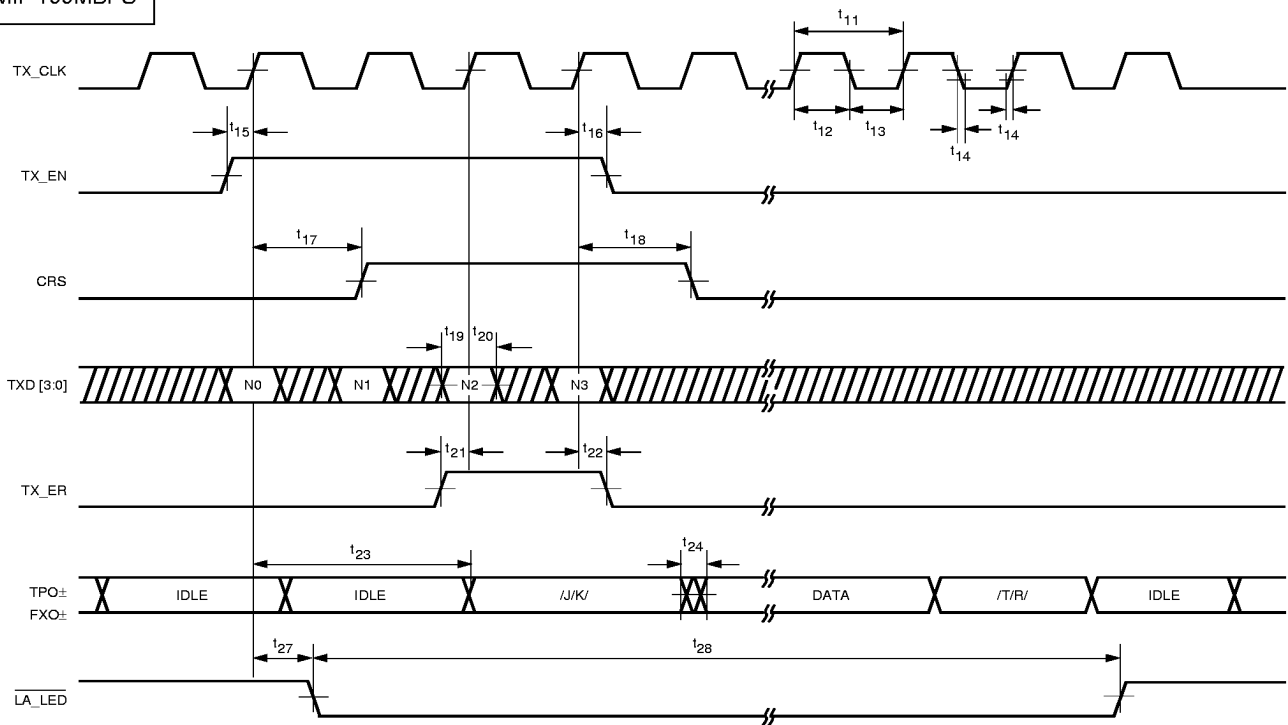 100MBPS
t11
TX_CLK
t12 t13 t14 t14
t15 t16
TX_EN
t17 t18
CRS
t19 t20
TXD [3:0] N0 N1 N2 N3
t21 t22
TX_ER
t23 t24
TPO± IDLE IDLE /J/K/ DATA /T/R/ IDLE
FXO±
t27 t28
LA_LED